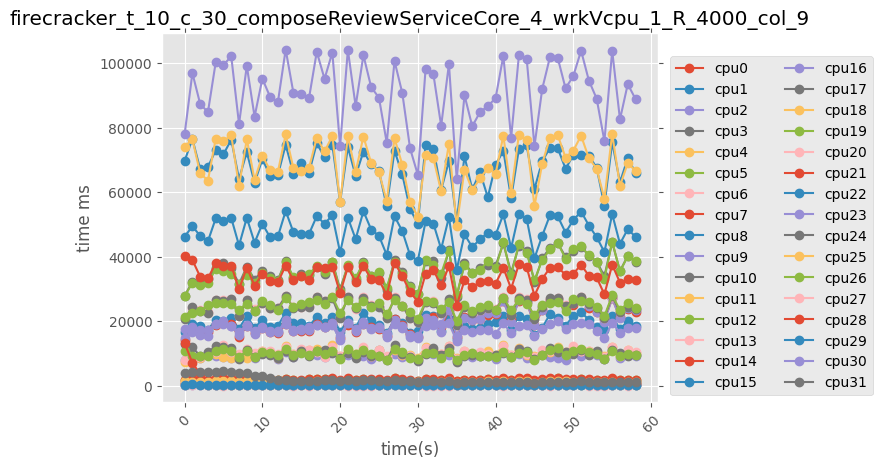 firecracker_t_10_c_30_composeReviewServiceCore_4_wrkVcpu_1_R_4000_col_9
time ms
100000
80000
60000
40000
20000
0
0
10
20
30
40
50
60
time(s)
cpu0
cpu1
cpu2
cpu3
cpu4
cpu5
cpu6
cpu7
cpu8
cpu9
cpu10
cpu11
cpu12
cpu13
cpu14
cpu15
cpu16
cpu17
cpu18
cpu19
cpu20
cpu21
cpu22
cpu23
cpu24
cpu25
cpu26
cpu27
cpu28
cpu29
cpu30
cpu31